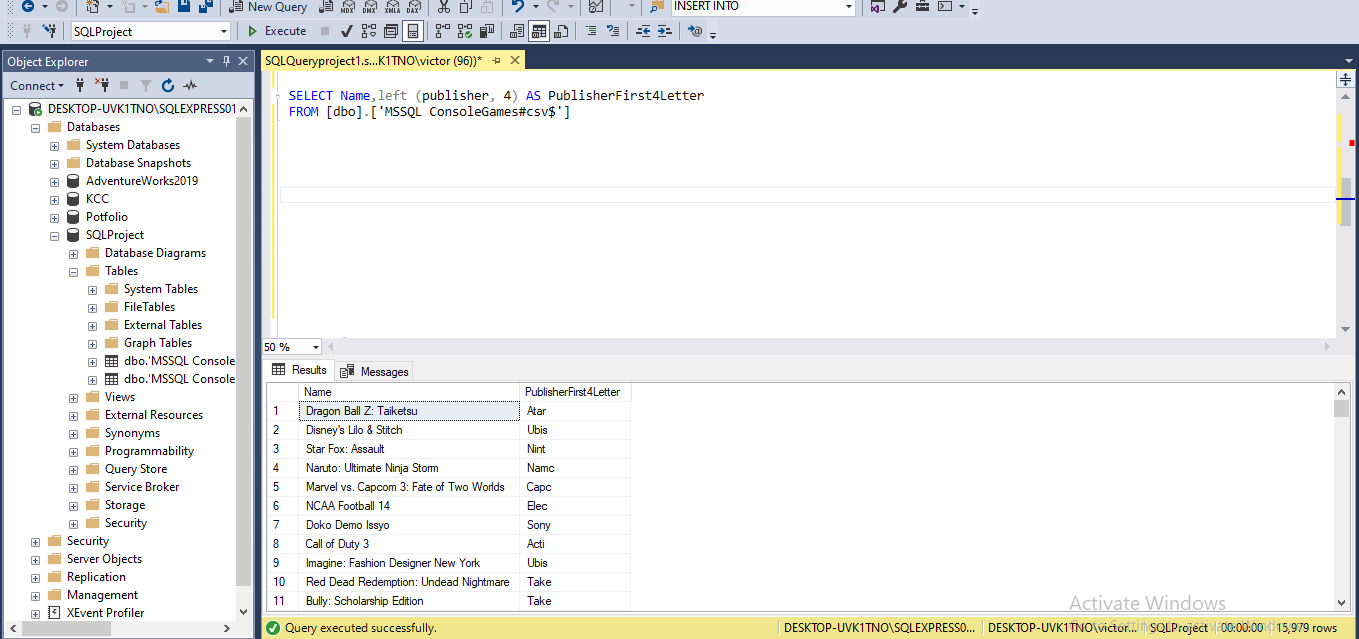 New Query MDX DMX XMLA DAX INSERT INTO
SQLProject Execute
Object Explorer
SQLQueryproject1.s...K1TNO\victor (96))*
Connect
DESKTOP-UVK1TNO\SQLEXPRESS01
Databases
System Databases
Database Snapshots
AdventureWorks2019
KCC
Potfolio
SQLProject
Database Diagrams
Tables
System Tables
FileTables
External Tables
Graph Tables
dbo.'MSSQL Console
dbo.'MSSQL Console
Views
External Resources
Synonyms
Programmability
Query Store
Service Broker
Storage
Security
Security
Server Objects
Replication
Management
XEvent Profiler
SELECT Name,left (publisher, 4) AS PublisherFirst4Letter
FROM [dbo].['MSSQL ConsoleGames#csv$']
50 %
Results Messages
Name PublisherFirst4Letter
1 Dragon Ball Z: Taiketsu Atar
2 Disney's Lilo & Stitch Ubis
3 Star Fox: Assault Nint
4 Naruto: Ultimate Ninja Storm Namc
5 Marvel vs. Capcom 3: Fate of Two Worlds Capc
6 NCAA Football 14 Elec
7 Doko Demo Issyo Sony
8 Call of Duty 3 Acti
9 Imagine: Fashion Designer New York Ubis
10 Red Dead Redemption: Undead Nightmare Take
11 Bully: Scholarship Edition Take
Activate Windows
Query executed successfully. DESKTOP-UVK1TNO\SQLEXPRESS0... DESKTOP-UVK1TNO\victor... SQLProject 00:00:00 15,979 rows